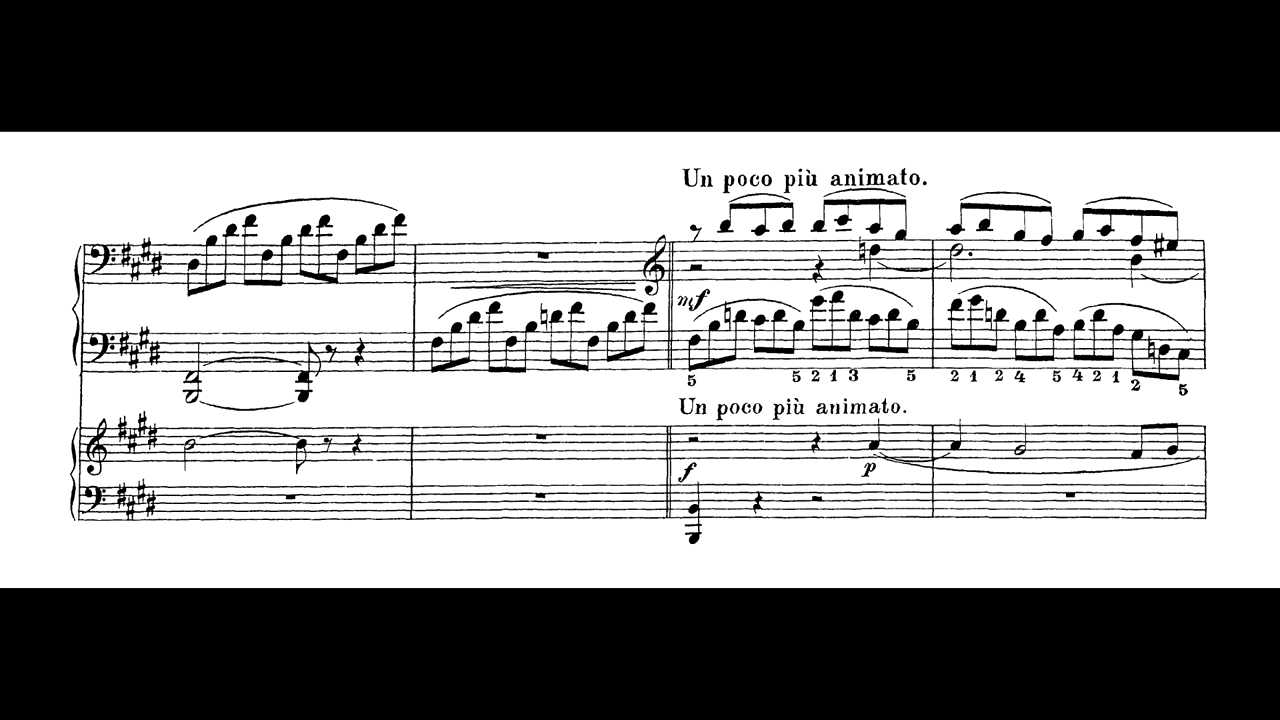 Un poco più animato.
mf
5 5 2 1 3 5 2 1 2 4 5 4 2 1 2 5
Un poco più animato.
f p